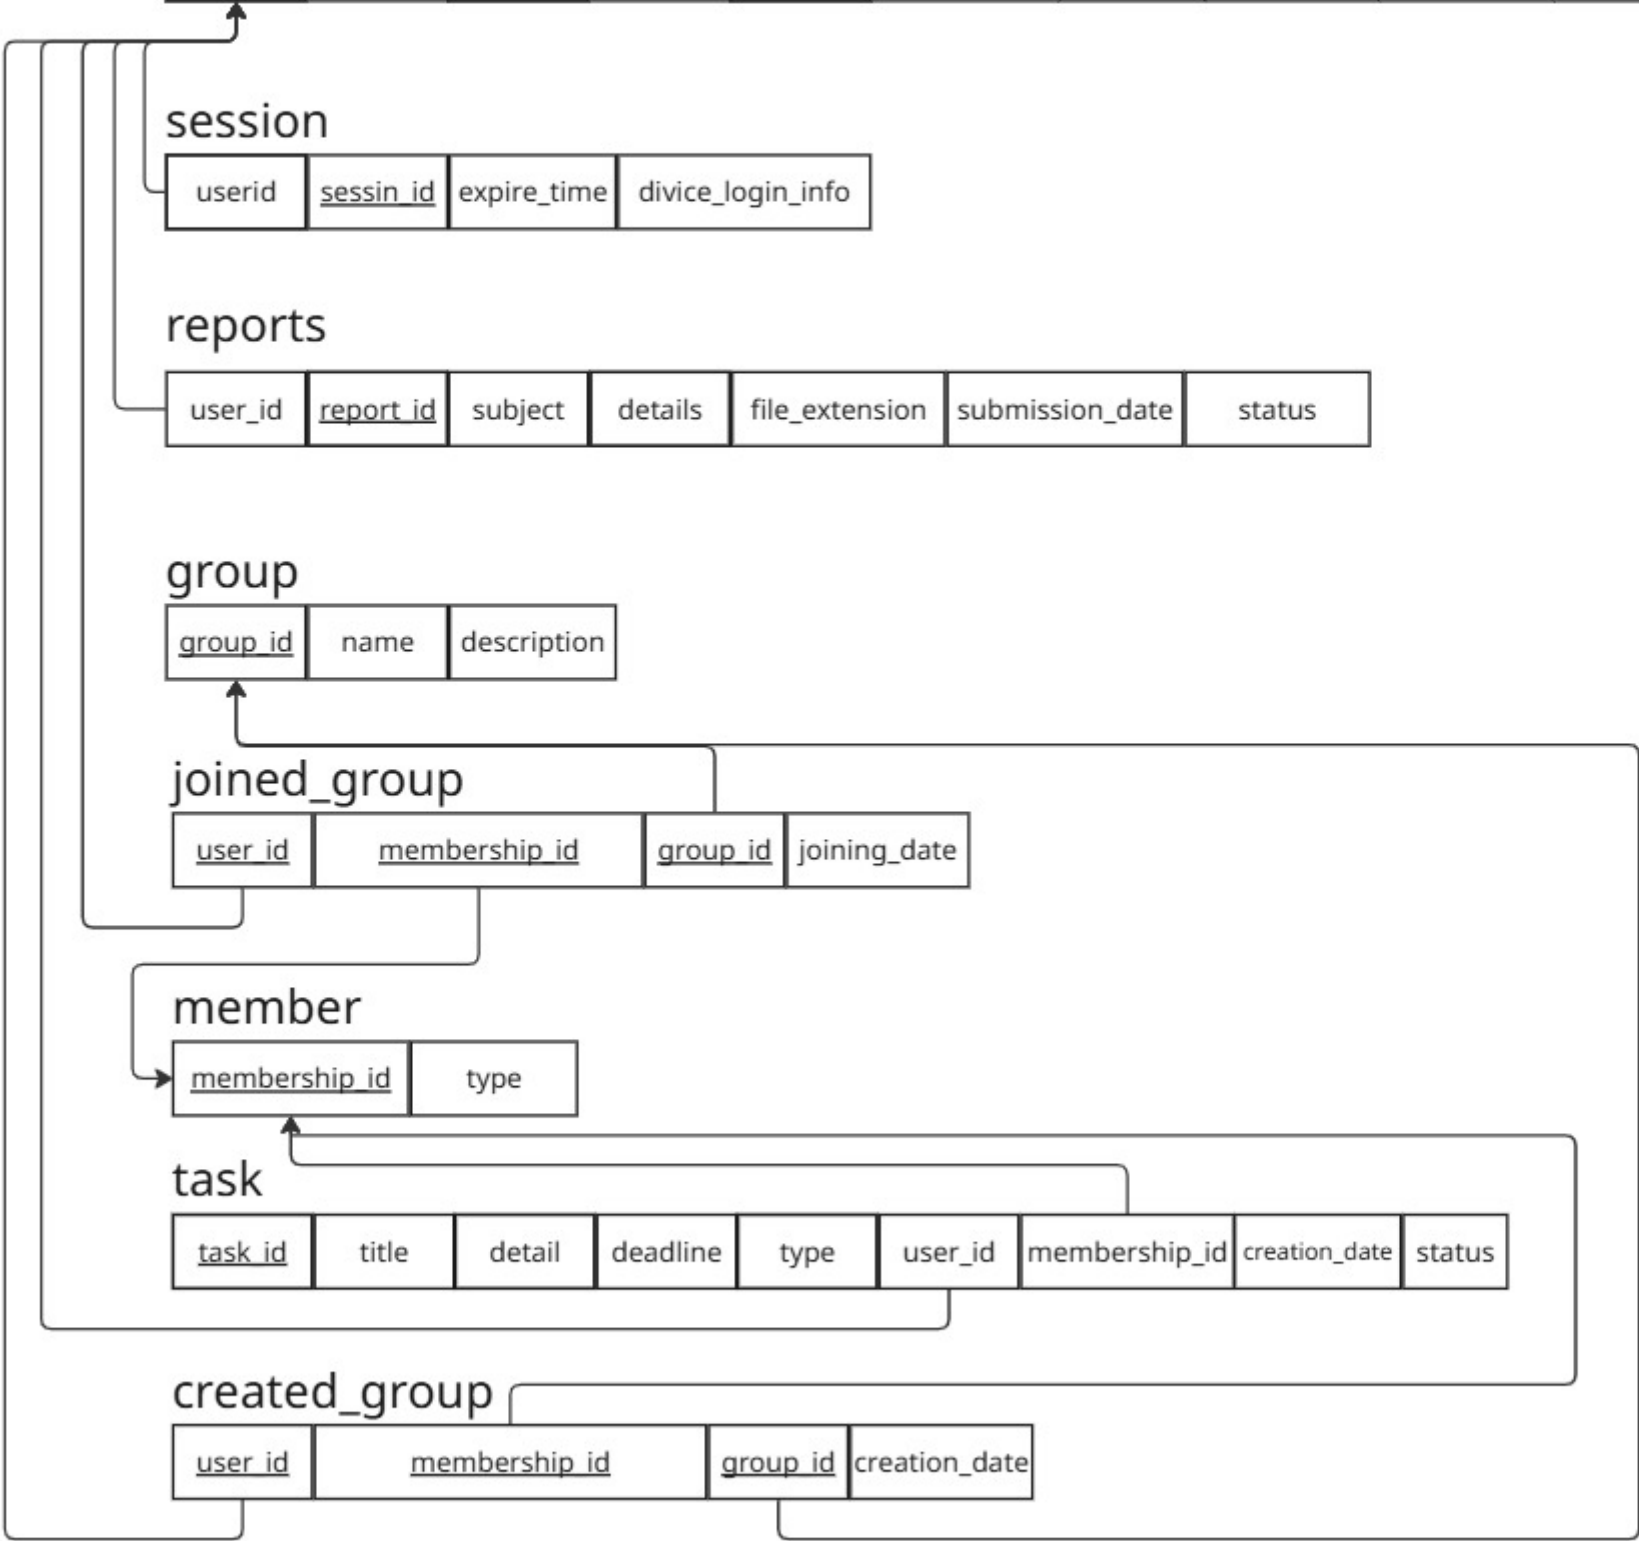 session
userid sessin_id expire_time divice_login_info
reports
user_id report_id subject details file_extension submission_date status
group
group_id name description
joined_group
user_id membership_id group_id joining_date
member
membership_id type
task
task_id title detail deadline type user_id membership_id creation_date status
created_group
user_id membership_id group_id creation_date